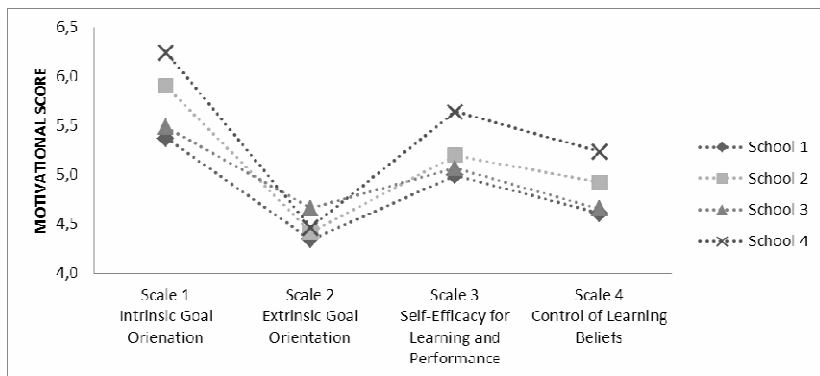 6,5
6,0
5,5
5,0
4,5
4,0
MOTIVATIONAL SCORE
Scale 1
Intrinsic Goal
Orienation
Scale 2
Extrinsic Goal
Orientation
Scale 3
Self-Efficacy for
Learning and
Performance
Scale 4
Control of Learning
Beliefs
School 1
School 2
School 3
School 4